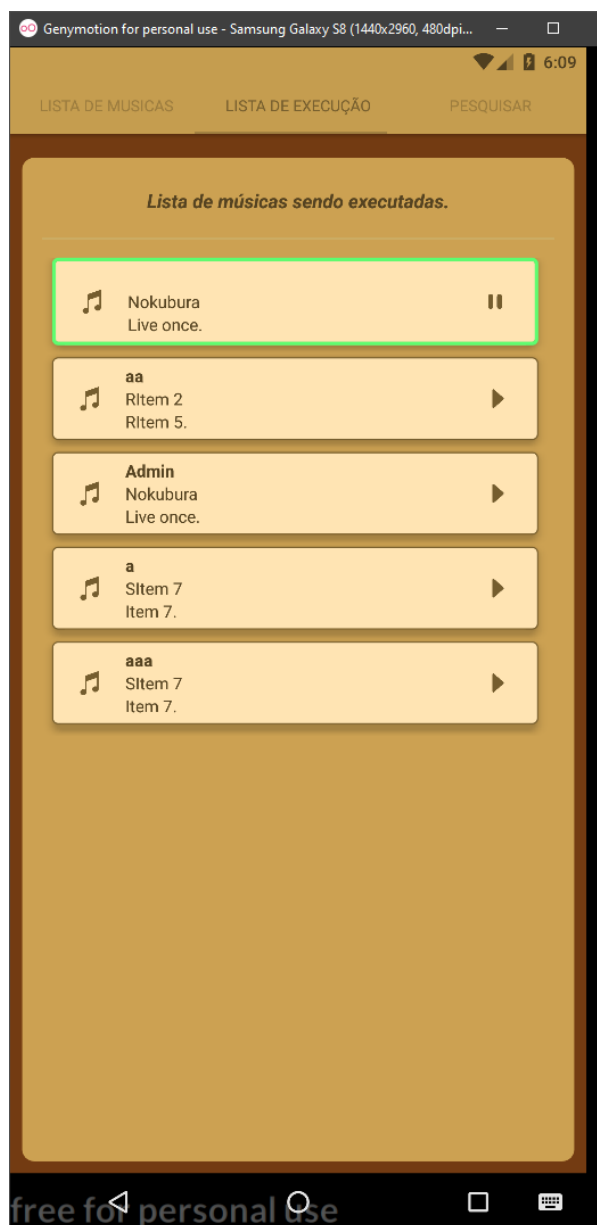 Genymotion for personal use - Samsung Galaxy S8 (1440x2960, 480dpi...
6:09
LISTA DE MUSICAS
LISTA DE EXECUÇÃO
PESQUISAR
Lista de músicas sendo executadas.
Nokubura
Live once.
aa
RItem 2
RItem 5.
Admin
Nokubura
Live once.
a
SItem 7
Item 7.
aaa
SItem 7
Item 7.
free for personal use